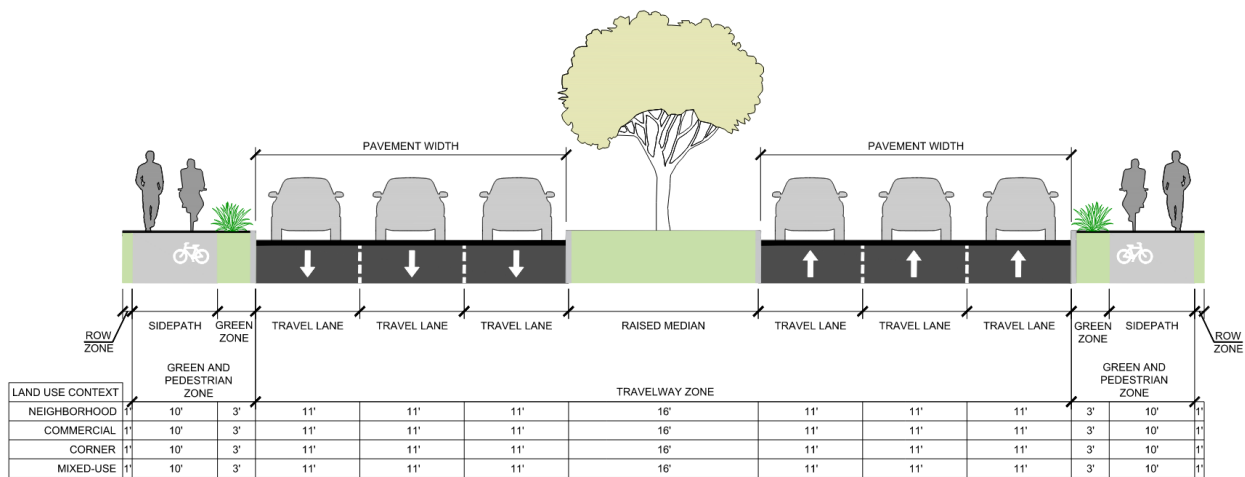 PAVEMENT WIDTH
PAVEMENT WIDTH
ROW
ZONE
SIDEPATH
GREEN
ZONE
TRAVEL LANE
TRAVEL LANE
TRAVEL LANE
RAISED MEDIAN
TRAVEL LANE
TRAVEL LANE
TRAVEL LANE
GREEN
ZONE
SIDEPATH
ROW
ZONE
GREEN AND
PEDESTRIAN
ZONE
TRAVELWAY ZONE
GREEN AND
PEDESTRIAN
ZONE
LAND USE CONTEXT
NEIGHBORHOOD 1' 10' 3' 11' 11' 11' 16' 11' 11' 11' 3' 10' 1'
COMMERCIAL 1' 10' 3' 11' 11' 11' 16' 11' 11' 11' 3' 10' 1'
CORNER 1' 10' 3' 11' 11' 11' 16' 11' 11' 11' 3' 10' 1'
MIXED-USE 1' 10' 3' 11' 11' 11' 16' 11' 11' 11' 3' 10' 1'